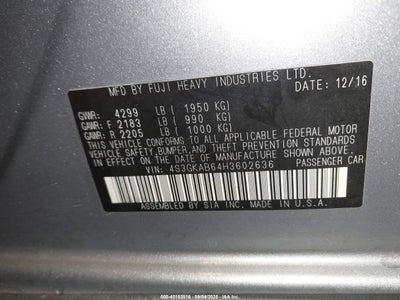 MFD BY FUJI HEAVY INDUSTRIES LTD.
DATE: 12/16
GVWR: 4299 LB ( 1950 KG)
GAWR: F 2183 LB ( 990 KG)
GAWR: R 2205 LB ( 1000 KG)
THIS VEHICLE CONFORMS TO ALL APPLICABLE FEDERAL MOTOR
VEHICLE SAFETY, BUMPER AND THEFT PREVENTION STANDARDS
IN EFFECT ON THE DATE OF MANUFACTURE SHOWN ABOVE.
VIN: 4S3GKAB64H3602636 PASSENGER CAR
ASSEMBLED BY SIA INC. MADE IN U.S.A.
000-43153516 - 09/04/2025 - IAA Inc.